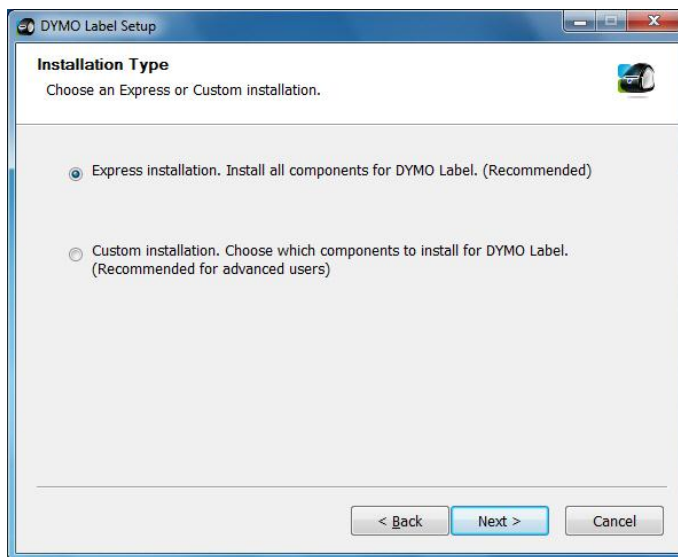 DYMO Label Setup
Installation Type
Choose an Express or Custom installation.
Express installation. Install all components for DYMO Label. (Recommended)
Custom installation. Choose which components to install for DYMO Label.
(Recommended for advanced users)
< Back
Next >
Cancel